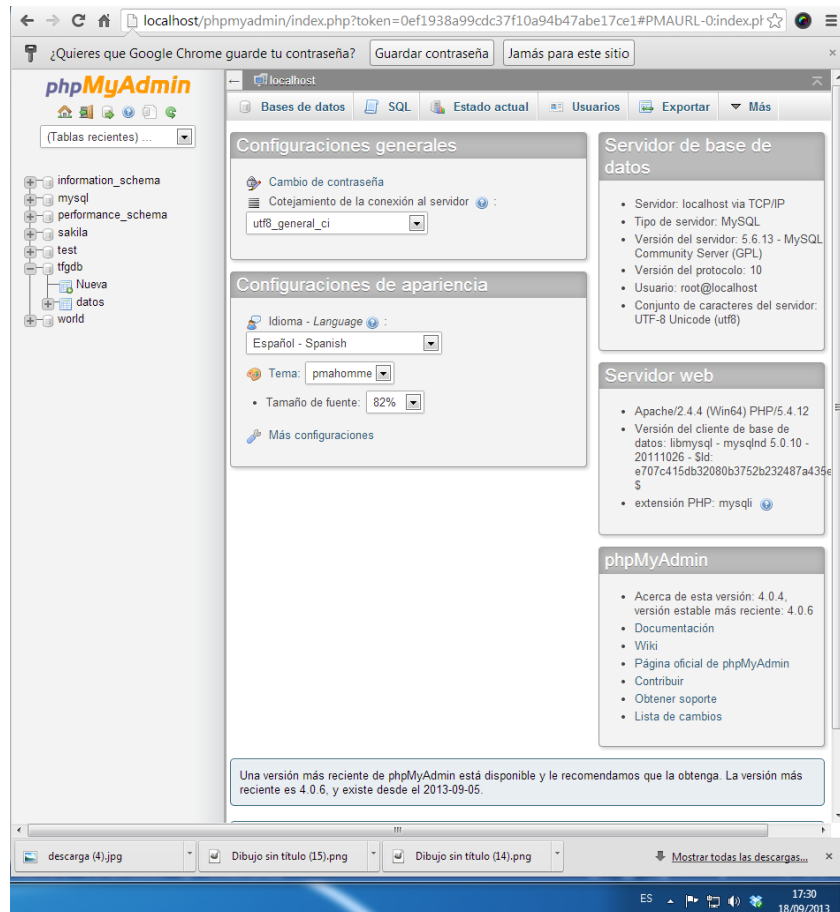 localhost/phpmyadmin/index.php?token=0ef1938a99cdc37f10a94b47abe17ce1#PMAURL-0:index.pl
¿Quieres que Google Chrome guarde tu contraseña?
Guardar contraseña
Jamás para este sitio
phpMyAdmin
(Tablas recientes) ...
information_schema
mysql
performance_schema
sakila
test
tfgdb
Nueva
datos
world
localhost
Bases de datos
SQL
Estado actual
Usuarios
Exportar
Más
Configuraciones generales
Cambio de contraseña
Cotejamiento de la conexión al servidor :
utf8_general_ci
Configuraciones de apariencia
Idioma - Language :
Español - Spanish
Tema: pmahomme
• Tamaño de fuente: 82%
Más configuraciones
Servidor de base de
datos
• Servidor: localhost via TCP/IP
• Tipo de servidor: MySQL
• Versión del servidor: 5.6.13 - MySQL
Community Server (GPL)
• Versión del protocolo: 10
• Usuario: root@localhost
• Conjunto de caracteres del servidor:
UTF-8 Unicode (utf8)
Servidor web
• Apache/2.4.4 (Win64) PHP/5.4.12
• Versión del cliente de base de
datos: libmysql - mysqlnd 5.0.10 -
20111026 - $Id:
e707c415db32080b3752b232487a435e
$
• extensión PHP: mysqli
phpMyAdmin
• Acerca de esta versión: 4.0.4,
versión estable más reciente: 4.0.6
• Documentación
• Wiki
• Página oficial de phpMyAdmin
• Contribuir
• Obtener soporte
• Lista de cambios
Una versión más reciente de phpMyAdmin está disponible y le recomendamos que la obtenga. La versión más
reciente es 4.0.6, y existe desde el 2013-09-05.
descarga (4).jpg
Dibujo sin título (15).png
Dibujo sin título (14).png
Mostrar todas las descargas...
ES
17:30
18/09/2013